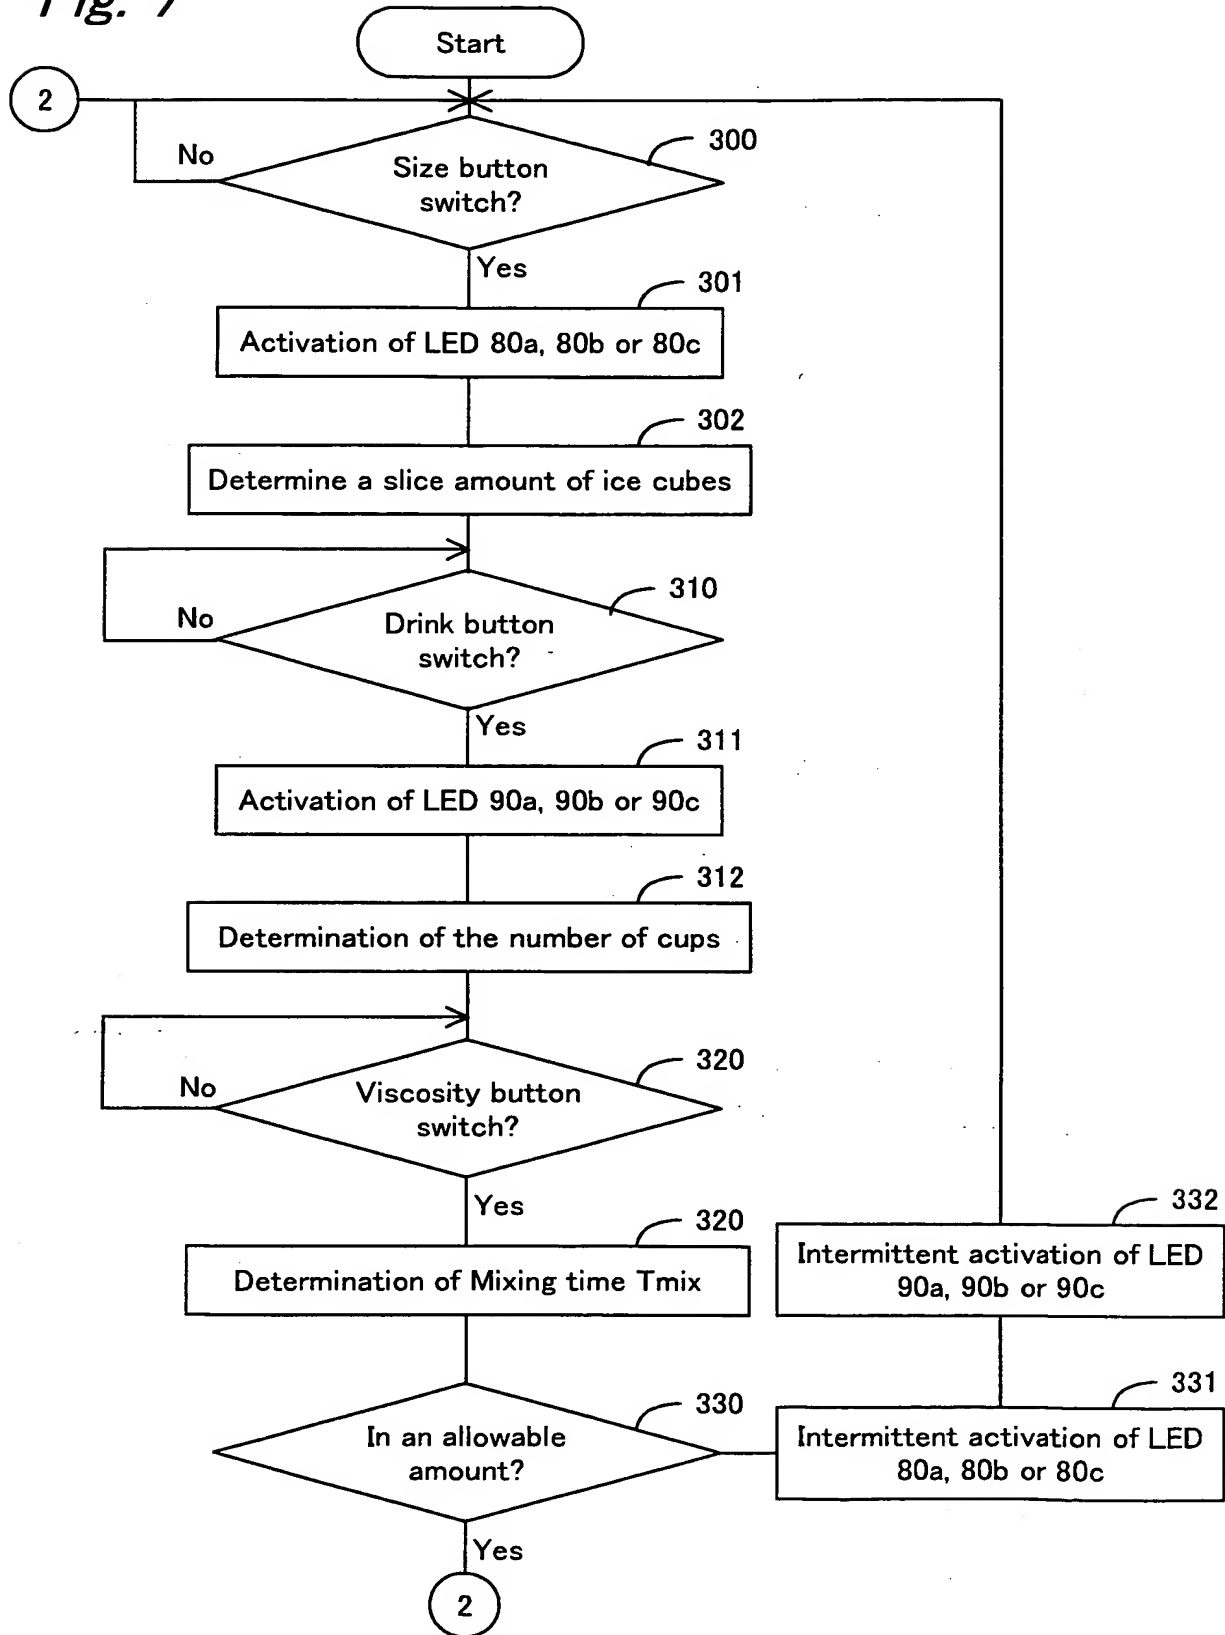 Fig. 7
Start
2
No
300
Size button
switch?
Yes
301
Activation of LED 80a, 80b or 80c
302
Determine a slice amount of ice cubes
310
No
Drink button
switch?
Yes
311
Activation of LED 90a, 90b or 90c
312
Determination of the number of cups
320
No
Viscosity button
switch?
Yes
320
Determination of Mixing time Tmix
332
Intermittent activation of LED
90a, 90b or 90c
330
In an allowable
amount?
331
Intermittent activation of LED
80a, 80b or 80c
Yes
2